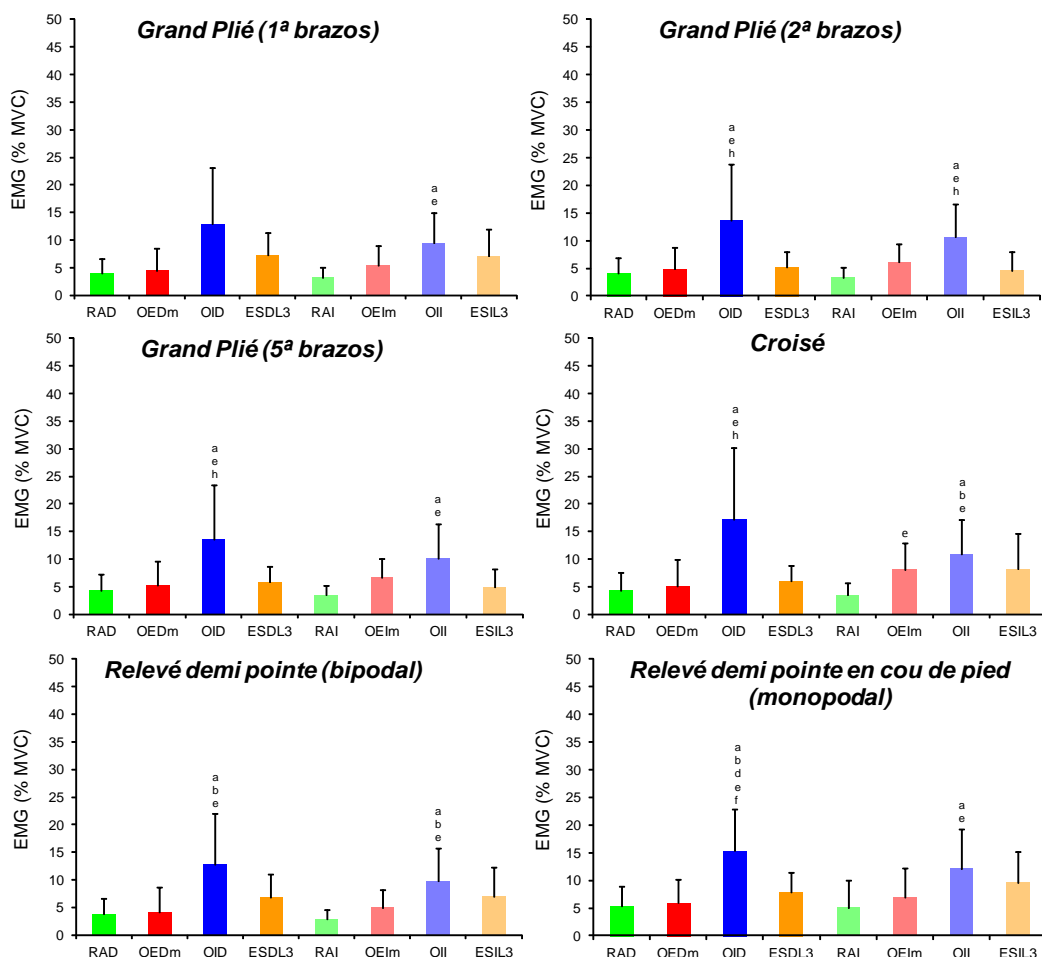 Grand Plié (1ª brazos)
EMG (% MVC)
50
45
40
35
30
25
20
15
10
5
0
a
e
RAD OEDm OID ESDL3 RAI OEIm OII ESIL3
Grand Plié (2ª brazos)
EMG (% MVC)
50
45
40
35
30
25
20
15
10
5
0
a
e
h
a
e
h
RAD OEDm OID ESDL3 RAI OEIm OII ESIL3
Grand Plié (5ª brazos)
EMG (% MVC)
50
45
40
35
30
25
20
15
10
5
0
a
e
h
a
e
RAD OEDm OID ESDL3 RAI OEIm OII ESIL3
Croisé
EMG (% MVC)
50
45
40
35
30
25
20
15
10
5
0
a
e
h
e
a
b
e
RAD OEDm OID ESDL3 RAI OEIm OII ESIL3
Relevé demi pointe (bipodal)
EMG (% MVC)
50
45
40
35
30
25
20
15
10
5
0
a
b
e
a
b
e
RAD OEDm OID ESDL3 RAI OEIm OII ESIL3
Relevé demi pointe en cou de pied
(monopodal)
EMG (% MVC)
50
45
40
35
30
25
20
15
10
5
0
a
b
d
e
f
a
e
RAD OEDm OID ESDL3 RAI OEIm OII ESIL3